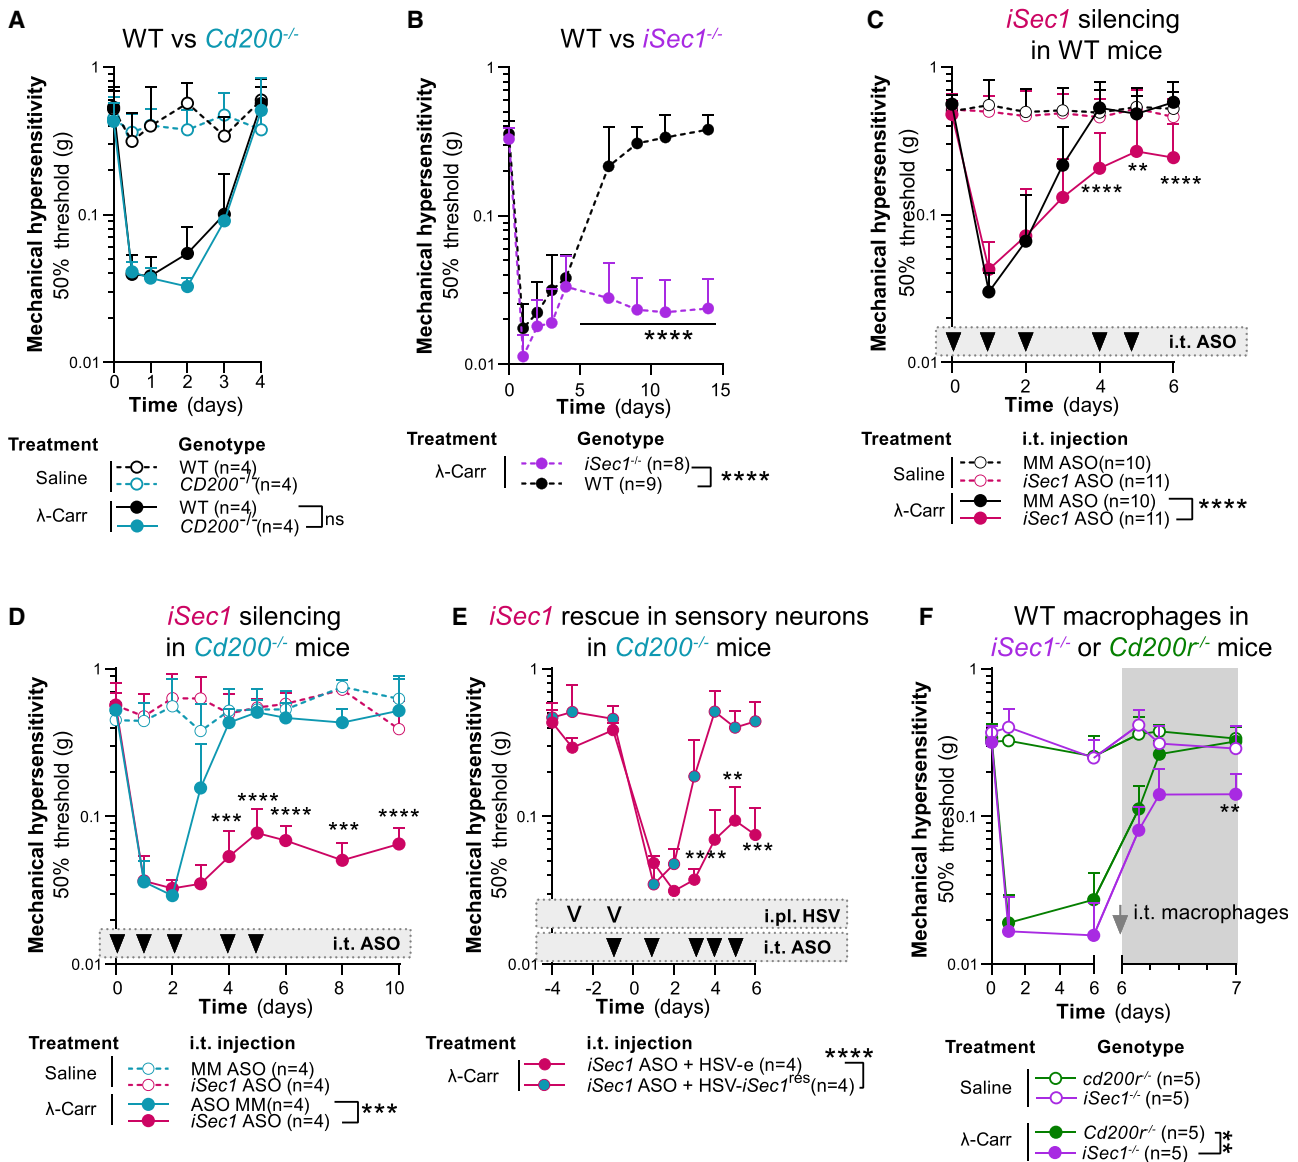 A
WT vs Cd200-/-
Mechanical hypersensitivity
50% threshold (g)
1
0.1
0.01
0 1 2 3 4
Time (days)
Treatment Genotype
Saline
WT (n=4)
CD200-/- (n=4)
λ-Carr
WT (n=4)
CD200-/- (n=4)
ns
B
WT vs iSec1-/-
Mechanical hypersensitivity
50% threshold (g)
1
0.1
0.01
****
0 5 10 15
Time (days)
Treatment Genotype
λ-Carr
iSec1-/- (n=8)
WT (n=9)
****
C
iSec1 silencing
in WT mice
Mechanical hypersensitivity
50% threshold (g)
1
0.1
0.01
**** ** ****
i.t. ASO
0 2 4 6
Time (days)
Treatment i.t. injection
Saline
MM ASO(n=10)
iSec1 ASO (n=11)
λ-Carr
MM ASO (n=10)
iSec1 ASO (n=11)
****
D
iSec1 silencing
in Cd200-/- mice
Mechanical hypersensitivity
50% threshold (g)
1
0.1
0.01
*** **** **** *** ****
i.t. ASO
0 2 4 6 8 10
Time (days)
Treatment i.t. injection
Saline
MM ASO (n=4)
iSec1 ASO (n=4)
λ-Carr
ASO MM(n=4)
iSec1 ASO (n=4)
***
E
iSec1 rescue in sensory neurons
in Cd200-/- mice
Mechanical hypersensitivity
50% threshold (g)
1
0.1
0.01
**** ** ***
V V i.pl. HSV
i.t. ASO
-4 -2 0 2 4 6
Time (days)
Treatment i.t. injection
λ-Carr
iSec1 ASO + HSV-e (n=4)
iSec1 ASO + HSV-iSec1res(n=4)
****
F
WT macrophages in
iSec1-/- or Cd200r-/- mice
Mechanical hypersensitivity
50% threshold (g)
1
0.1
0.01
**
i.t. macrophages
0 2 4 6 6 7
Time (days)
Treatment Genotype
Saline
cd200r-/- (n=5)
iSec1-/- (n=5)
λ-Carr
Cd200r-/- (n=5)
iSec1-/- (n=5)
**